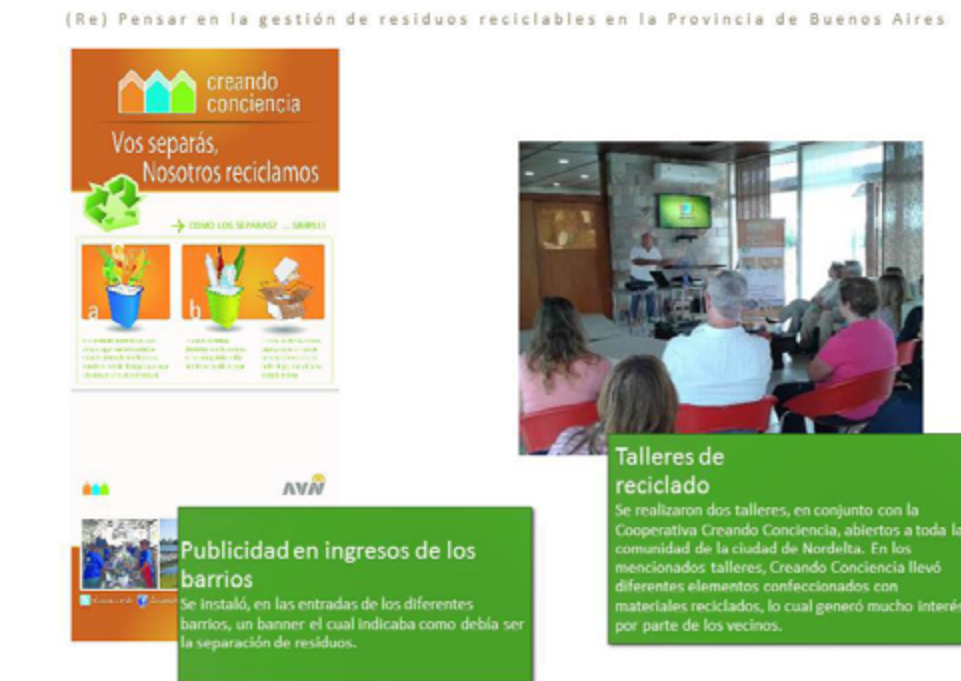 (Re) Pensar en la gestión de residuos reciclables en la Provincia de Buenos Aires
creando
conciencia
Vos separás,
Nosotros reciclamos
COMO LOS SEPARAS? ... SIMPLE!
a
b
AVN
Publicidad en ingresos de los
barrios
Se instaló, en las entradas de los diferentes
barrios, un banner el cual indicaba como debía ser
la separación de residuos.
Talleres de
reciclado
Se realizaron dos talleres, en conjunto con la
Cooperativa Creando Conciencia, abiertos a toda la
comunidad de la ciudad de Nordelta. En los
mencionados talleres, Creando Conciencia llevó
diferentes elementos confeccionados con
materiales reciclados, lo cual generó mucho interés
por parte de los vecinos.